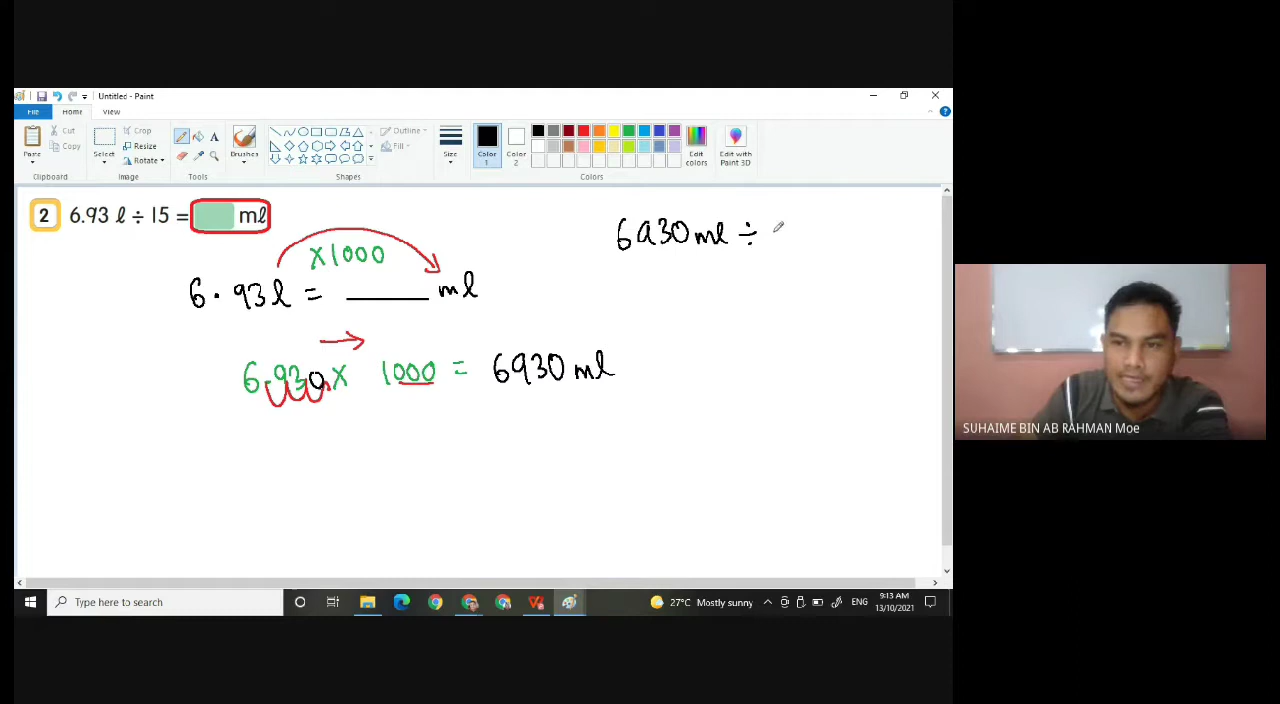 Untitled - Paint
File Home View
Cut
Copy
Paste
Crop
Resize
Rotate
Select
A
Brushes
Outline
Fill
Size
Color 1
Color 2
Edit colors
Edit with Paint 3D
Clipboard Image Tools Shapes Colors
2 6.93 ℓ ÷ 15 = mℓ
6930 ml ÷
x1000
6.93 l = ____ ml
6.930 x 1000 = 6930 ml
SUHAIME BIN AB RAHMAN Moe
Type here to search
27°C Mostly sunny
ENG
9:13 AM
13/10/2021